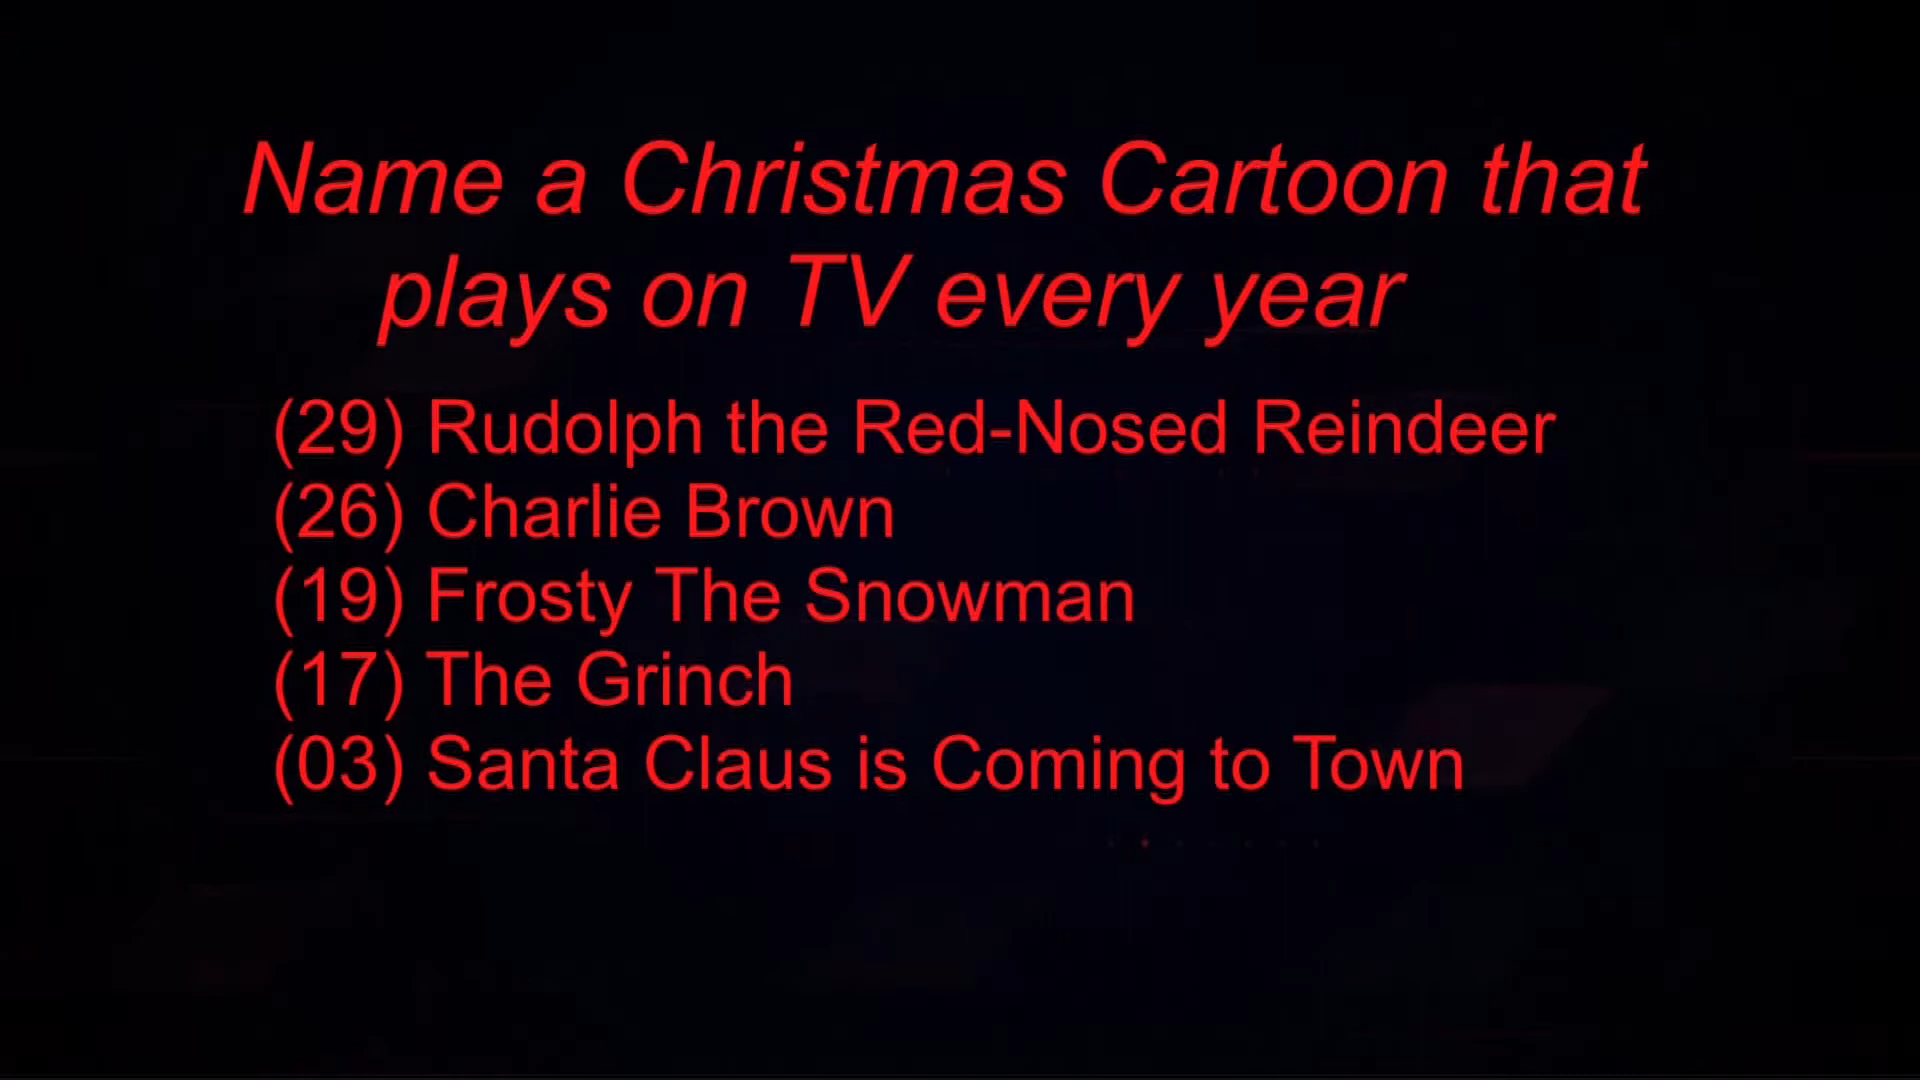 Name a Christmas Cartoon that
plays on TV every year
(29) Rudolph the Red-Nosed Reindeer
(26) Charlie Brown
(19) Frosty The Snowman
(17) The Grinch
(03) Santa Claus is Coming to Town